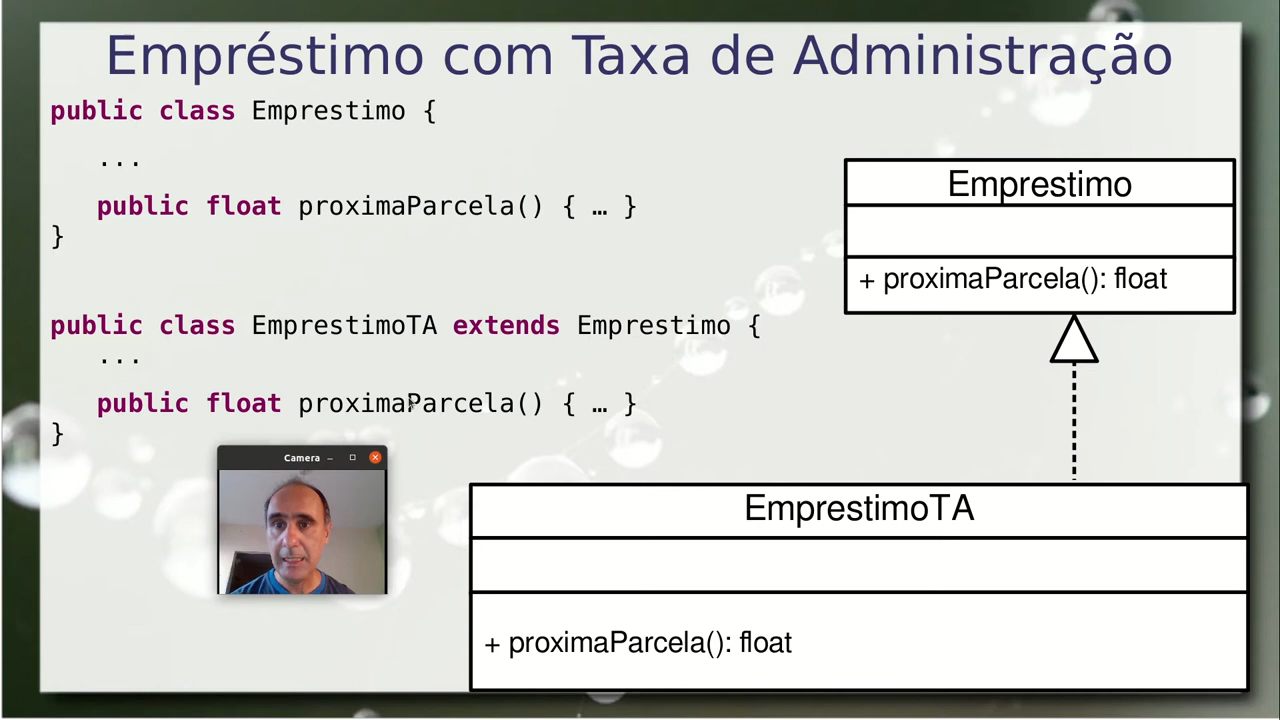 Empréstimo com Taxa de Administração
public class Emprestimo {
...
public float proximaParcela() { … }
}
public class EmprestimoTA extends Emprestimo {
...
public float proximaParcela() { … }
}
Emprestimo
+ proximaParcela(): float
Camera
EmprestimoTA
+ proximaParcela(): float